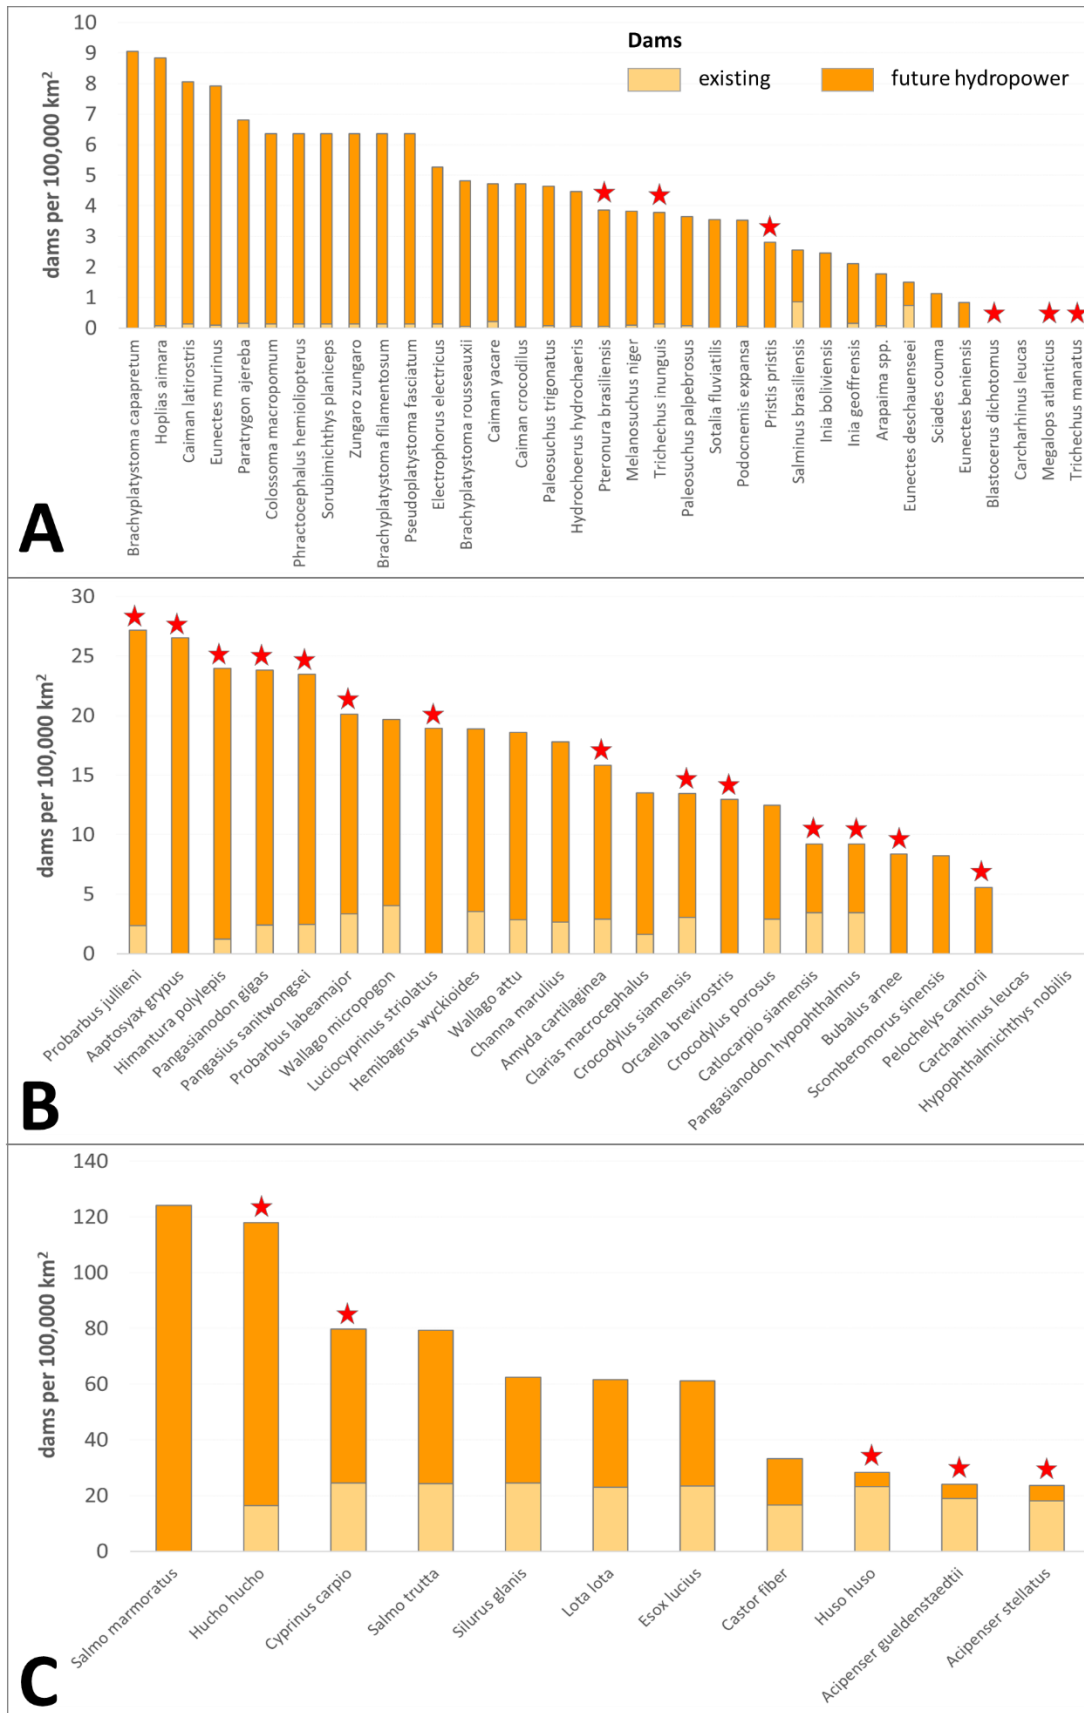 Dams
existing
future hydropower
dams per 100,000 km²
10
9
8
7
6
5
4
3
2
1
0
Brachyplatystoma capapretum
Hoplias aimara
Caiman latirostris
Eunectes murinus
Paratrygon ajereba
Colossoma macropomum
Phractocephalus hemioliopterus
Sorubimichthys planiceps
Zungaro zungaro
Brachyplatystoma filamentosum
Pseudoplatystoma fasciatum
Electrophorus electricus
Brachyplatystoma rousseauxii
Caiman yacare
Caiman crocodilus
Paleosuchus trigonatus
Hydrochoerus hydrochaeris
Pteronura brasiliensis
Melanosuchus niger
Trichechus inunguis
Paleosuchus palpebrosus
Sotalia fluviatilis
Podocnemis expansa
Pristis pristis
Salminus brasiliensis
Inia boliviensis
Inia geoffrensis
Arapaima spp.
Eunectes deschauenseei
Sciades couma
Eunectes beniensis
Blastocerus dichotomus
Carcharhinus leucas
Megalops atlanticus
Trichechus manatus
A
dams per 100,000 km²
30
25
20
15
10
5
0
Probarbus jullieni
Aaptosyax grypus
Himantura polylepis
Pangasianodon gigas
Pangasius sanitwongsei
Probarbus labeamajor
Wallago micropogon
Luciocyprinus striolatus
Hemibagrus wyckioides
Wallago attu
Channa marulius
Amyda cartilaginea
Clarias macrocephalus
Crocodylus siamensis
Orcaella brevirostris
Crocodylus porosus
Catlocarpio siamensis
Pangasianodon hypophthalmus
Bubalus arnee
Scomberomorus sinensis
Pelochelys cantorii
Carcharhinus leucas
Hypophthalmichthys nobilis
B
dams per 100,000 km²
140
120
100
80
60
40
20
0
Salmo marmoratus
Hucho hucho
Cyprinus carpio
Salmo trutta
Silurus glanis
Lota lota
Esox lucius
Castor fiber
Huso huso
Acipenser gueldenstaedtii
Acipenser stellatus
C